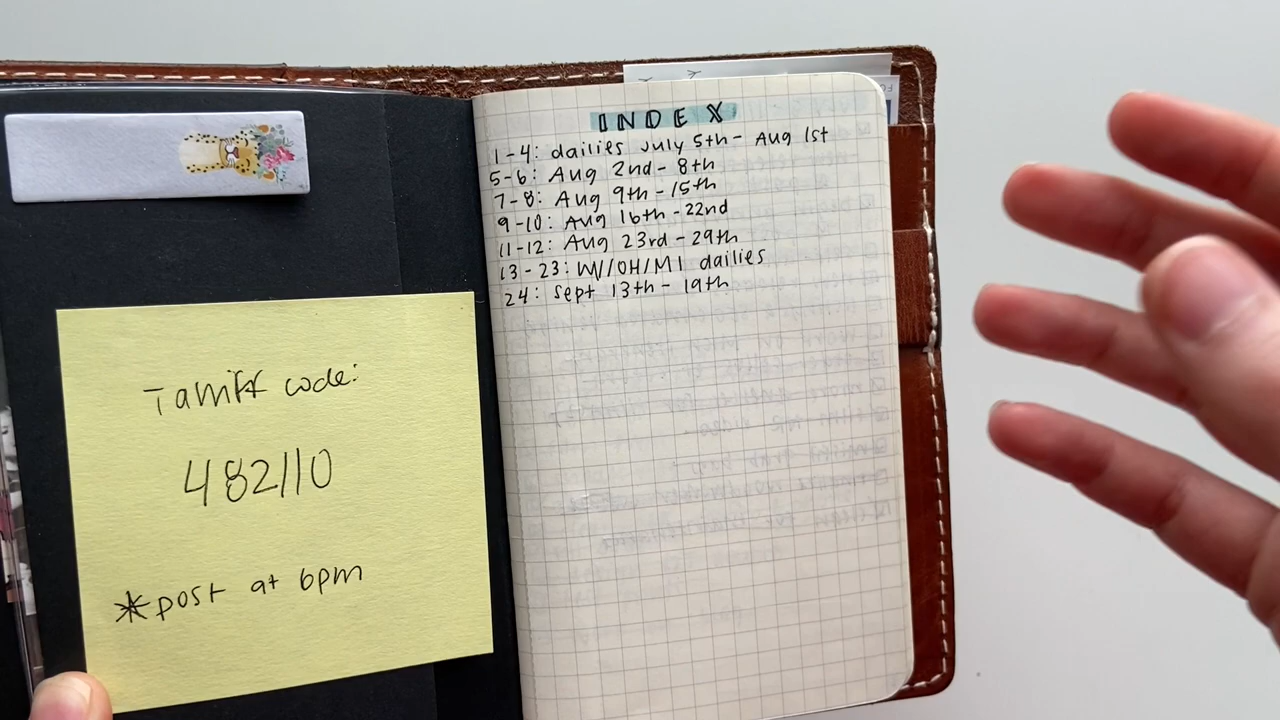 code:
482110
*post at 6pm
INDEX
1-4: dailies July 5th - Aug 1st
5-6: Aug 2nd - 8th
7-8: Aug 9th - 15th
9-10: Aug 16th - 22nd
11-12: Aug 23rd - 29th
13-23: WI/OH/MI dailies
24: Sept 13th - 19th